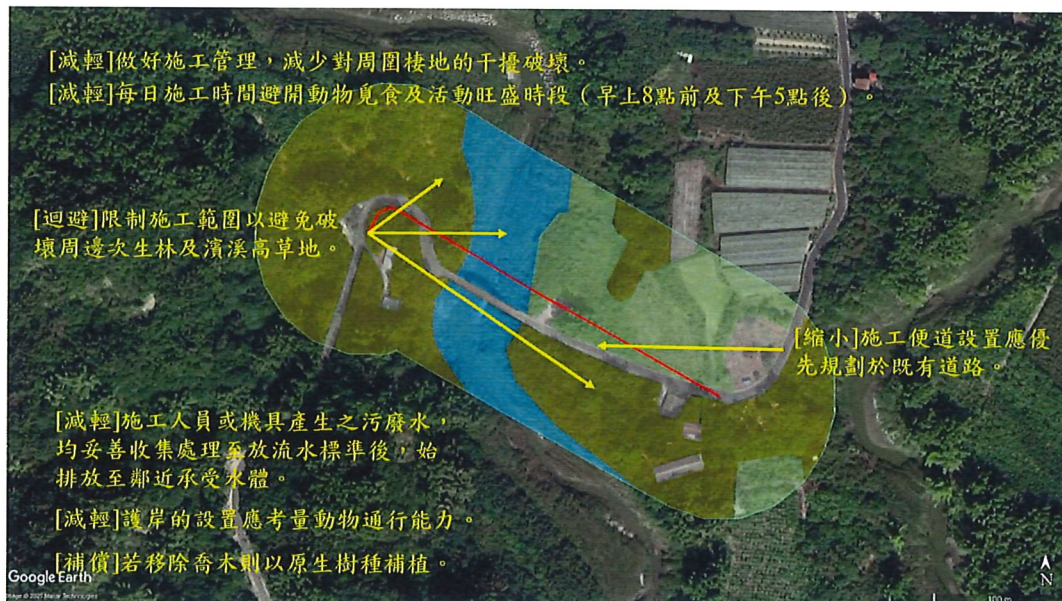 [減輕]做好施工管理，減少對周圍棲地的干擾破壞。
[減輕]每日施工時間避開動物覓食及活動旺盛時段（早上8點前及下午5點後）。
[迴避]限制施工範圍以避免破
壞周邊次生林及濱溪高草地。
[縮小]施工便道設置應優
先規劃於既有道路。
[減輕]施工人員或機具產生之污廢水，
均妥善收集處理至放流水標準後，始
排放至鄰近承受水體。
[減輕]護岸的設置應考量動物通行能力。
[補償]若移除喬木則以原生樹種補植。
Google Earth
© 2021 Maxar Technologies
N
100 m